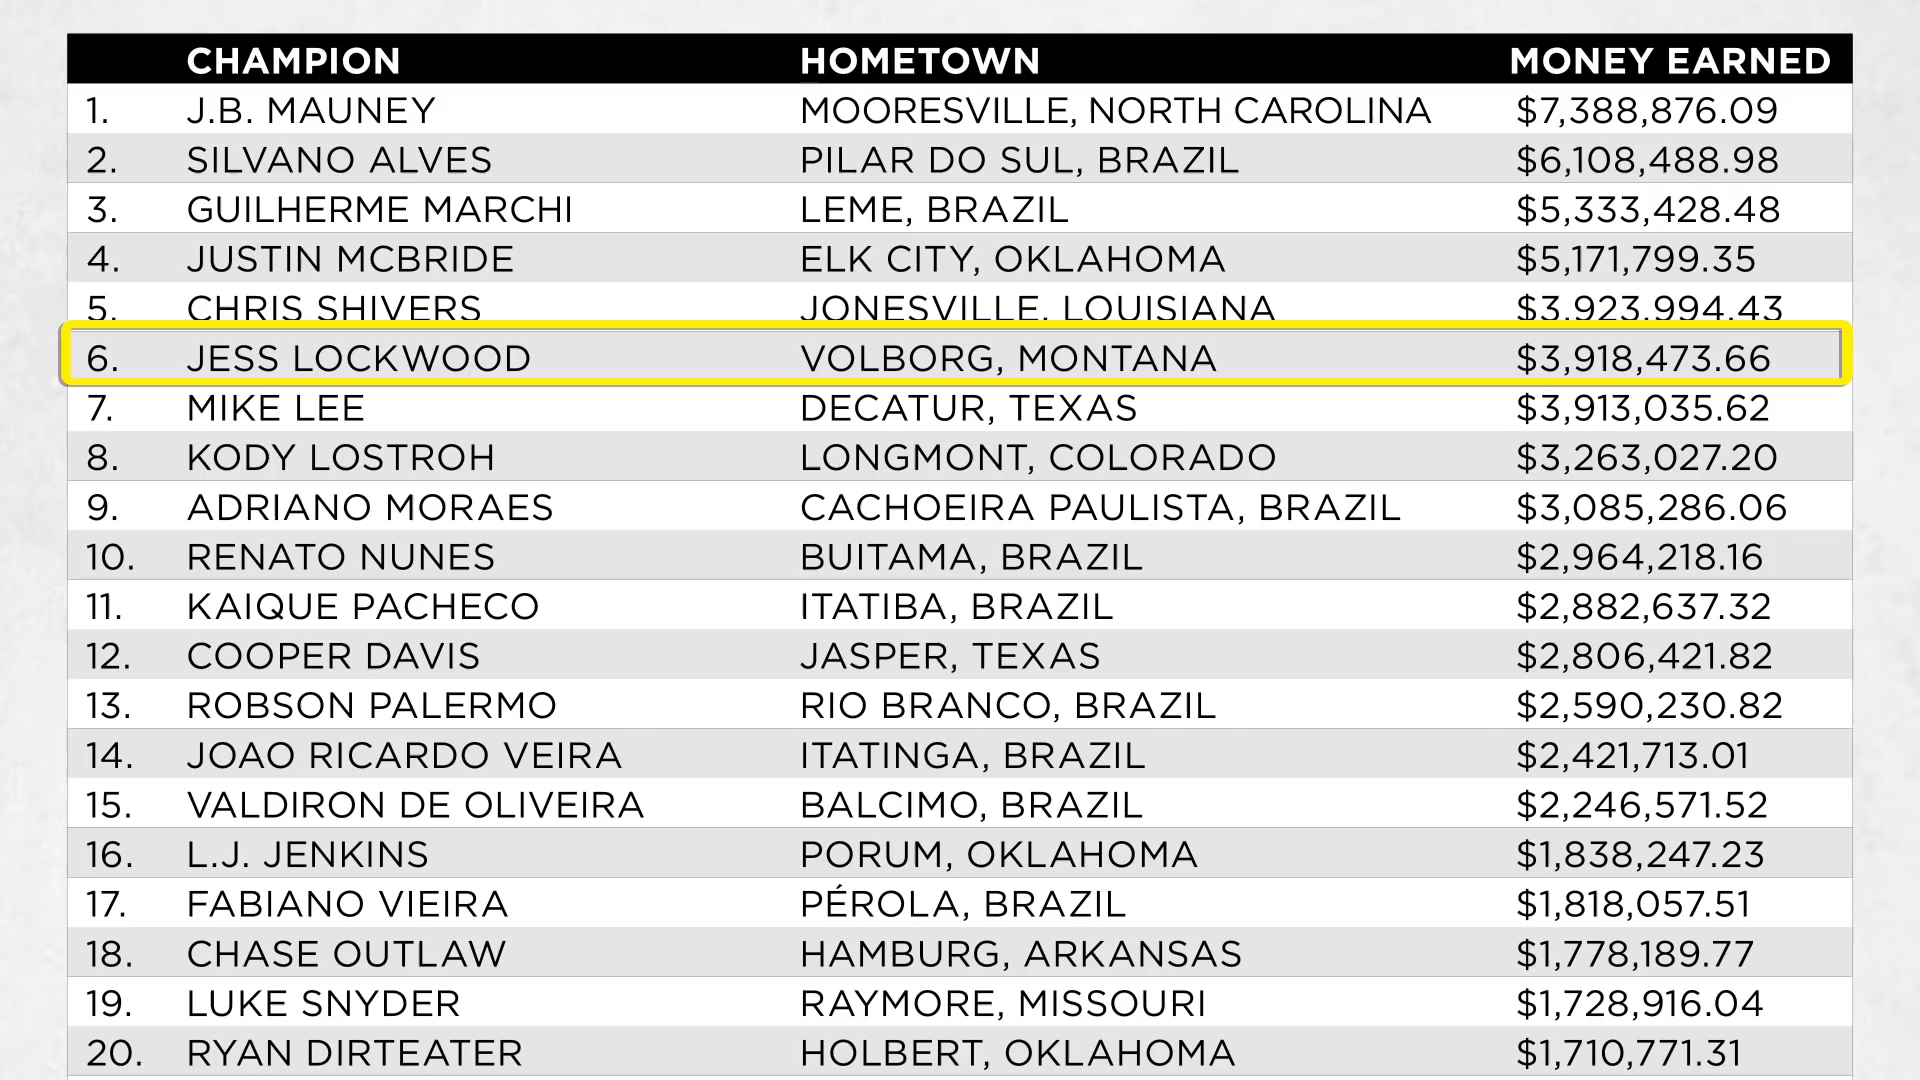 CHAMPION HOMETOWN MONEY EARNED
1. J.B. MAUNEY MOORESVILLE, NORTH CAROLINA $7,388,876.09
2. SILVANO ALVES PILAR DO SUL, BRAZIL $6,108,488.98
3. GUILHERME MARCHI LEME, BRAZIL $5,333,428.48
4. JUSTIN MCBRIDE ELK CITY, OKLAHOMA $5,171,799.35
5. CHRIS SHIVERS JONESVILLE, LOUISIANA $3,923,994.43
6. JESS LOCKWOOD VOLBORG, MONTANA $3,918,473.66
7. MIKE LEE DECATUR, TEXAS $3,913,035.62
8. KODY LOSTROH LONGMONT, COLORADO $3,263,027.20
9. ADRIANO MORAES CACHOEIRA PAULISTA, BRAZIL $3,085,286.06
10. RENATO NUNES BUITAMA, BRAZIL $2,964,218.16
11. KAIQUE PACHECO ITATIBA, BRAZIL $2,882,637.32
12. COOPER DAVIS JASPER, TEXAS $2,806,421.82
13. ROBSON PALERMO RIO BRANCO, BRAZIL $2,590,230.82
14. JOAO RICARDO VEIRA ITATINGA, BRAZIL $2,421,713.01
15. VALDIRON DE OLIVEIRA BALCIMO, BRAZIL $2,246,571.52
16. L.J. JENKINS PORUM, OKLAHOMA $1,838,247.23
17. FABIANO VIEIRA PÉROLA, BRAZIL $1,818,057.51
18. CHASE OUTLAW HAMBURG, ARKANSAS $1,778,189.77
19. LUKE SNYDER RAYMORE, MISSOURI $1,728,916.04
20. RYAN DIRTEATER HOLBERT, OKLAHOMA $1,710,771.31